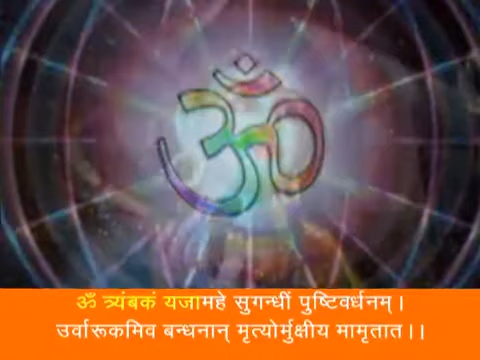 ॐ
ॐ त्र्यंबकं यजामहे सुगन्धीं पुष्टिवर्धनम्।
उर्वारूकमिव बन्धनान् मृत्योर्मुक्षीय मामृतात।।